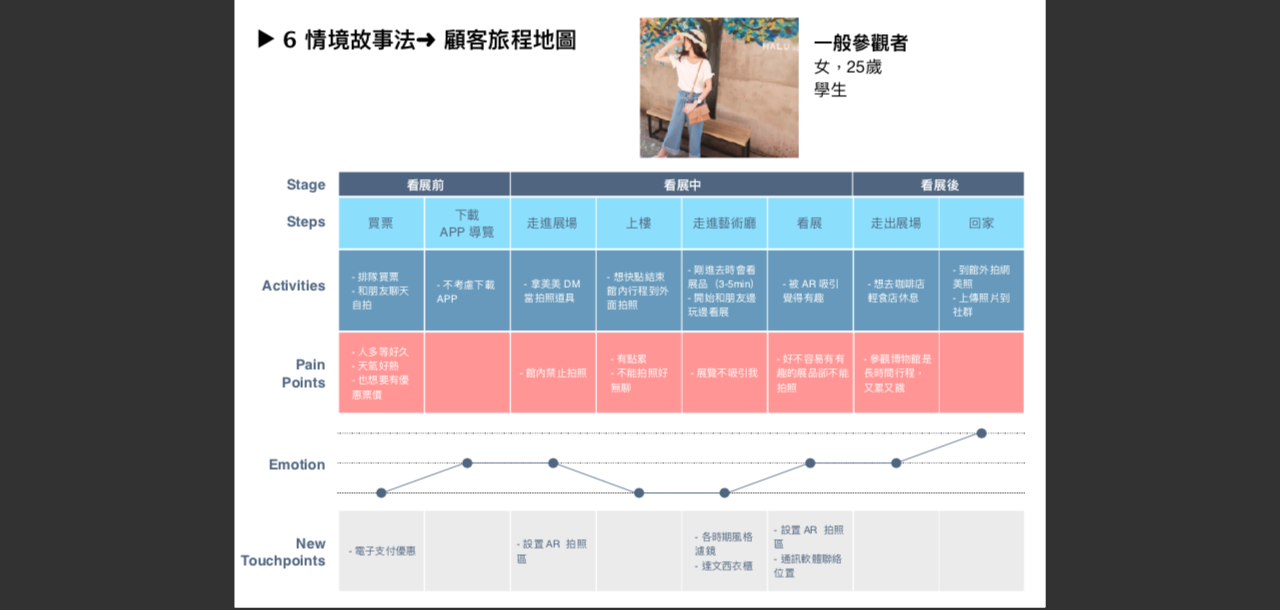 ▶ 6 情境故事法➜ 顧客旅程地圖
HALU
一般參觀者
女，25歲
學生
Stage
看展前
看展中
看展後
Steps
買票
下載
APP 導覽
走進展場
上樓
走進藝術廳
看展
走出展場
回家
Activities
- 排隊買票
- 和朋友聊天
自拍
- 不考慮下載
APP
- 拿美美 DM
當拍照道具
- 想快點結束
館內行程到外
面拍照
- 剛進去時會看
展品（3-5min）
- 開始和朋友邊
玩邊看展
- 被 AR 吸引
覺得有趣
- 想去咖啡店
輕食店休息
- 到館外拍網
美照
- 上傳照片到
社群
Pain
Points
- 人多等好久
- 天氣好熱
- 也想要有優
惠票價
- 館內禁止拍照
- 有點累
- 不能拍照好
無聊
- 展覽不吸引我
- 好不容易有有
趣的展品卻不能
拍照
- 參觀博物館是
長時間行程，
又累又餓
Emotion
New
Touchpoints
- 電子支付優惠
- 設置 AR 拍照
區
- 各時期風格
濾鏡
- 達文西衣櫃
- 設置 AR 拍照
區
- 通訊軟體聯絡
位置